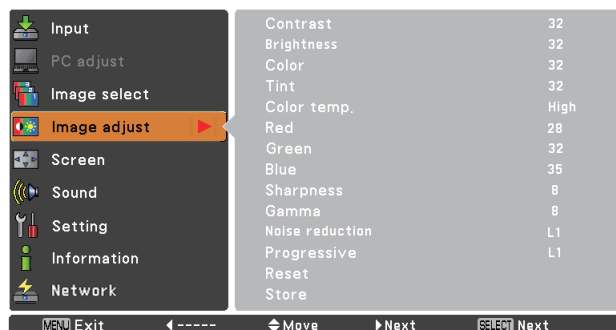 Input
PC adjust
Image select
Image adjust
Screen
Sound
Setting
Information
Network
Contrast 32
Brightness 32
Color 32
Tint 32
Color temp. High
Red 28
Green 32
Blue 35
Sharpness 8
Gamma 8
Noise reduction L1
Progressive L1
Reset
Store
MENU Exit ◀ ----- Move ▶ Next SELECT Next